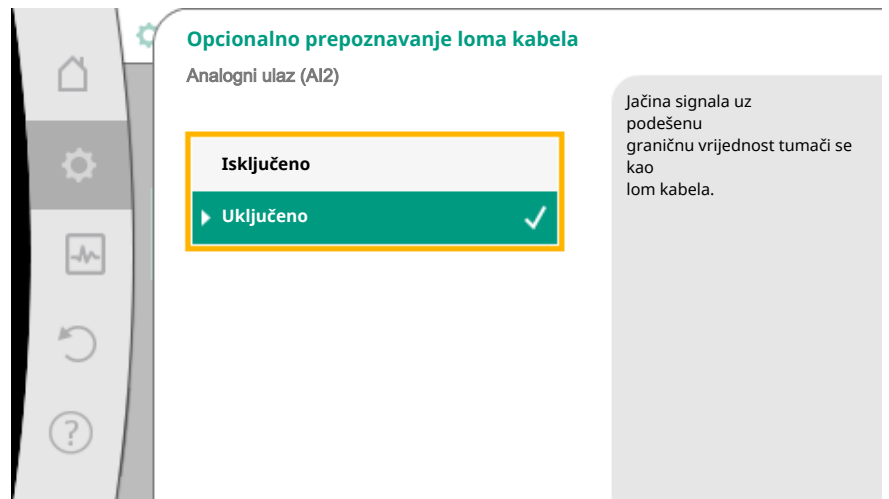 Opcionalno prepoznavanje loma kabela
Analogni ulaz (AI2)
Isključeno
Uključeno
Jačina signala uz
podešenu
graničnu vrijednost tumači se
kao
lom kabela.
?